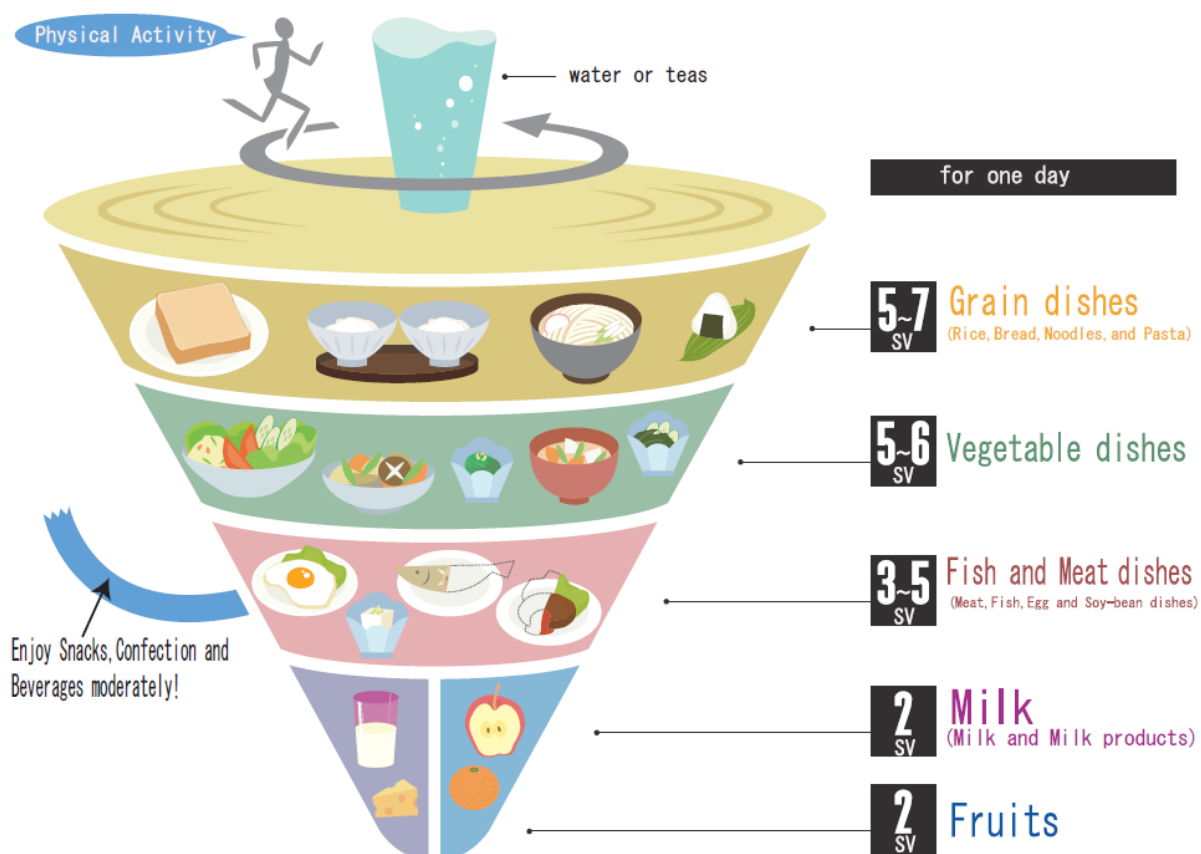 Physical Activity
water or teas
for one day
5~7
SV
Grain dishes
(Rice, Bread, Noodles, and Pasta)
5~6
SV
Vegetable dishes
3~5
SV
Fish and Meat dishes
(Meat, Fish, Egg and Soy-bean dishes)
Enjoy Snacks, Confection and
Beverages moderately!
2
SV
Milk
(Milk and Milk products)
2
SV
Fruits